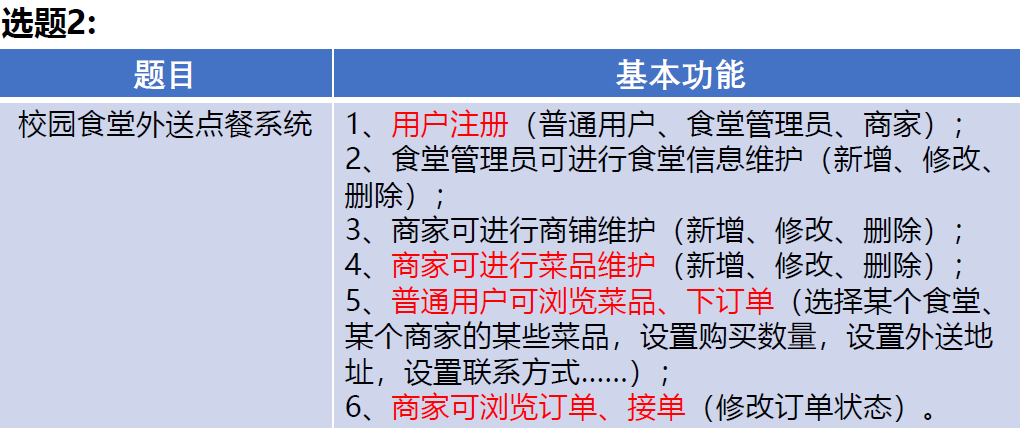 选题2:
题目
基本功能
校园食堂外送点餐系统
1、用户注册（普通用户、食堂管理员、商家）;
2、食堂管理员可进行食堂信息维护（新增、修改、
删除）;
3、商家可进行商铺维护（新增、修改、删除）;
4、商家可进行菜品维护（新增、修改、删除）;
5、普通用户可浏览菜品、下订单（选择某个食堂、
某个商家的某些菜品，设置购买数量，设置外送地
址，设置联系方式......）;
6、商家可浏览订单、接单（修改订单状态）。